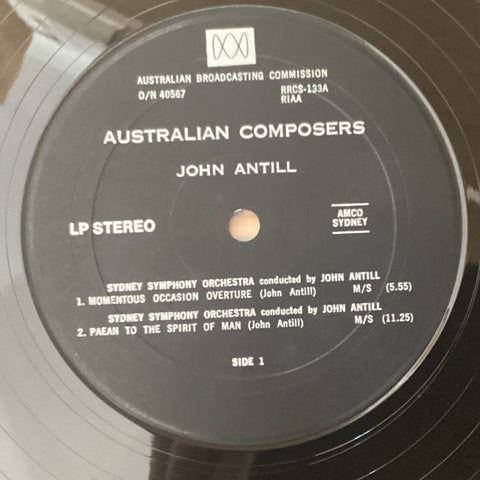 AUSTRALIAN BROADCASTING COMMISSION
O/N 40567 RRCS-133A
RIAA
AUSTRALIAN COMPOSERS
JOHN ANTILL
LP STEREO
AMCO
SYDNEY
SYDNEY SYMPHONY ORCHESTRA conducted by JOHN ANTILL
1. MOMENTOUS OCCASION OVERTURE (John Antill) M/S (5.55)
SYDNEY SYMPHONY ORCHESTRA conducted by JOHN ANTILL
2. PAEAN TO THE SPIRIT OF MAN (John Antill) M/S (11.25)
SIDE 1